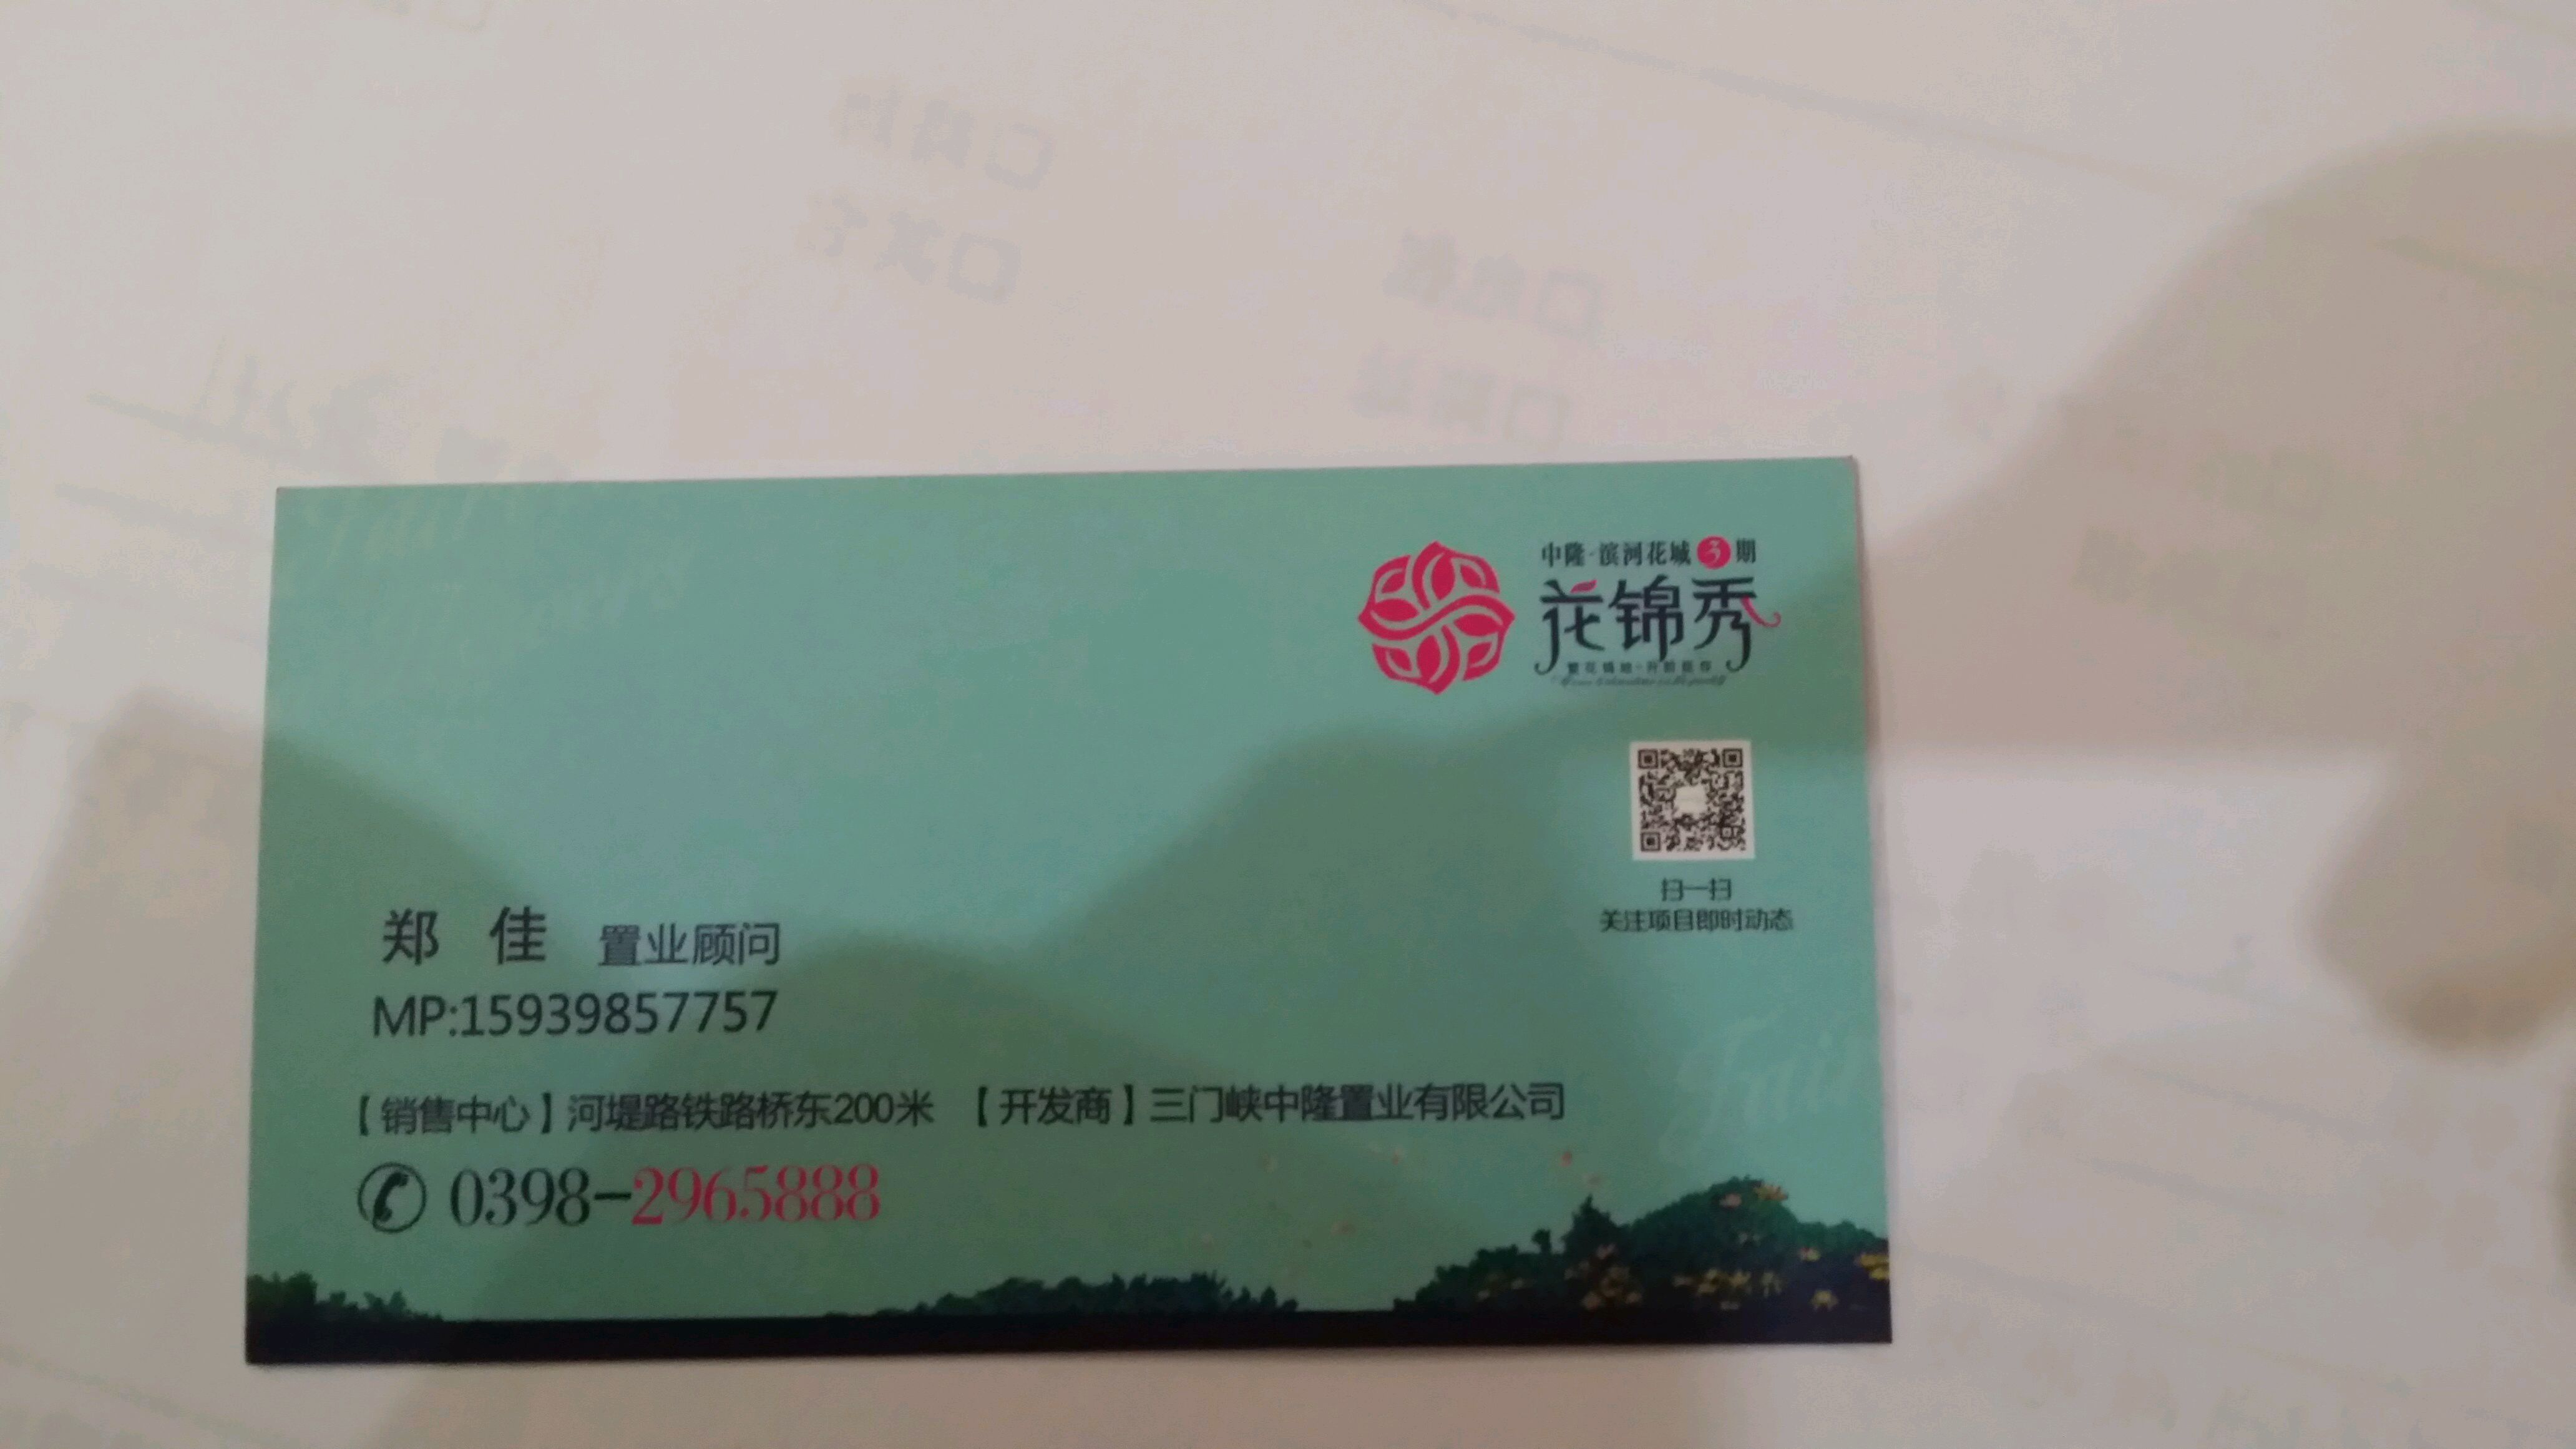 中隆·滨河花城3期
花锦秀
扫一扫
关注项目即时动态
郑 佳 置业顾问
MP:15939857757
【销售中心】河堤路铁路桥东200米 【开发商】三门峡中隆置业有限公司
0398-2965888